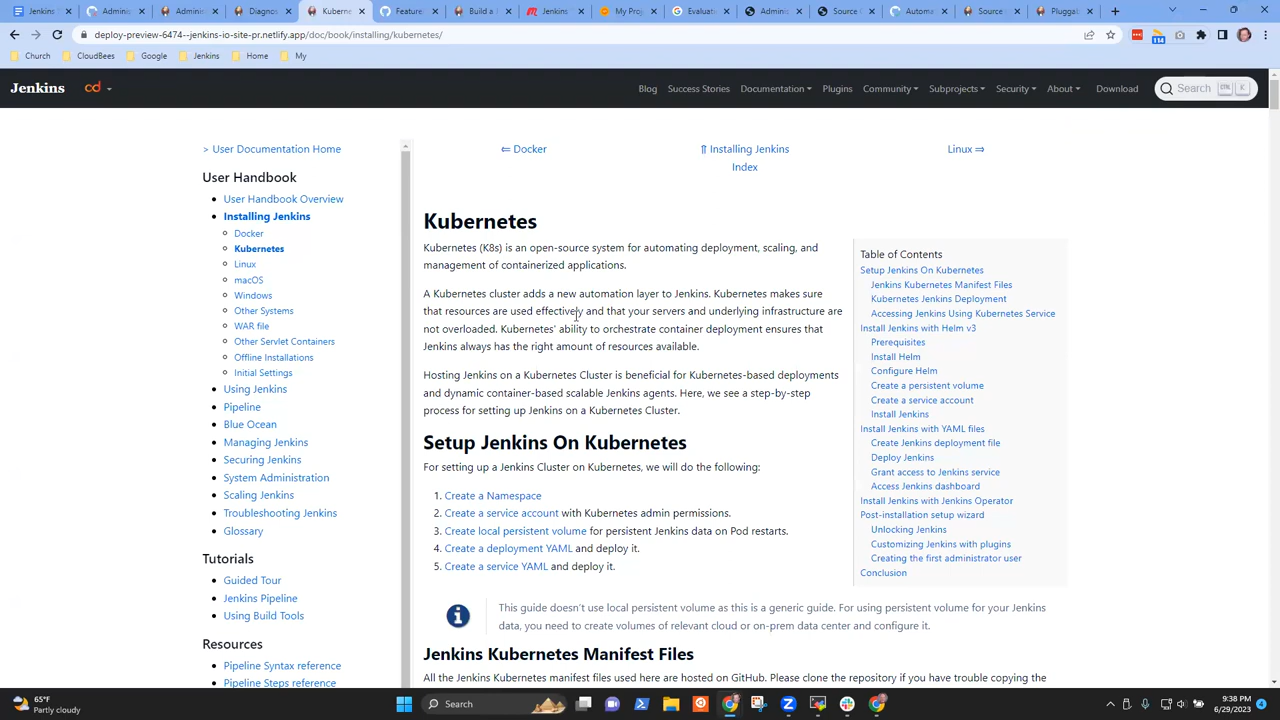 Jenkins
Jenkins
Admini
Diagno
Kuberne
Feature
Build a
Jenkins
My Proj
Evaluati
Admini
Source
Autom
Source
Pluggab
deploy-preview-6474--jenkins-io-site-pr.netlify.app/doc/book/installing/kubernetes/
114
Church
CloudBees
Google
Jenkins
Home
My
Jenkins
cd
Blog
Success Stories
Documentation
Plugins
Community
Subprojects
Security
About
Download
Search CTRL K
> User Documentation Home
User Handbook
User Handbook Overview
Installing Jenkins
Docker
Kubernetes
Linux
macOS
Windows
Other Systems
WAR file
Other Servlet Containers
Offline Installations
Initial Settings
Using Jenkins
Pipeline
Blue Ocean
Managing Jenkins
Securing Jenkins
System Administration
Scaling Jenkins
Troubleshooting Jenkins
Glossary
Tutorials
Guided Tour
Jenkins Pipeline
Using Build Tools
Resources
Pipeline Syntax reference
Pipeline Steps reference
⇐ Docker
⇑ Installing Jenkins
Index
Linux ⇒
Kubernetes
Kubernetes (K8s) is an open-source system for automating deployment, scaling, and
management of containerized applications.
A Kubernetes cluster adds a new automation layer to Jenkins. Kubernetes makes sure
that resources are used effectively and that your servers and underlying infrastructure are
not overloaded. Kubernetes' ability to orchestrate container deployment ensures that
Jenkins always has the right amount of resources available.
Hosting Jenkins on a Kubernetes Cluster is beneficial for Kubernetes-based deployments
and dynamic container-based scalable Jenkins agents. Here, we see a step-by-step
process for setting up Jenkins on a Kubernetes Cluster.
Setup Jenkins On Kubernetes
For setting up a Jenkins Cluster on Kubernetes, we will do the following:
1. Create a Namespace
2. Create a service account with Kubernetes admin permissions.
3. Create local persistent volume for persistent Jenkins data on Pod restarts.
4. Create a deployment YAML and deploy it.
5. Create a service YAML and deploy it.
This guide doesn't use local persistent volume as this is a generic guide. For using persistent volume for your Jenkins
data, you need to create volumes of relevant cloud or on-prem data center and configure it.
Jenkins Kubernetes Manifest Files
All the Jenkins Kubernetes manifest files used here are hosted on GitHub. Please clone the repository if you have trouble copying the
Table of Contents
Setup Jenkins On Kubernetes
Jenkins Kubernetes Manifest Files
Kubernetes Jenkins Deployment
Accessing Jenkins Using Kubernetes Service
Install Jenkins with Helm v3
Prerequisites
Install Helm
Configure Helm
Create a persistent volume
Create a service account
Install Jenkins
Install Jenkins with YAML files
Create Jenkins deployment file
Deploy Jenkins
Grant access to Jenkins service
Access Jenkins dashboard
Install Jenkins with Jenkins Operator
Post-installation setup wizard
Unlocking Jenkins
Customizing Jenkins with plugins
Creating the first administrator user
Conclusion
65°F
Partly cloudy
Search
9:38 PM
6/29/2023